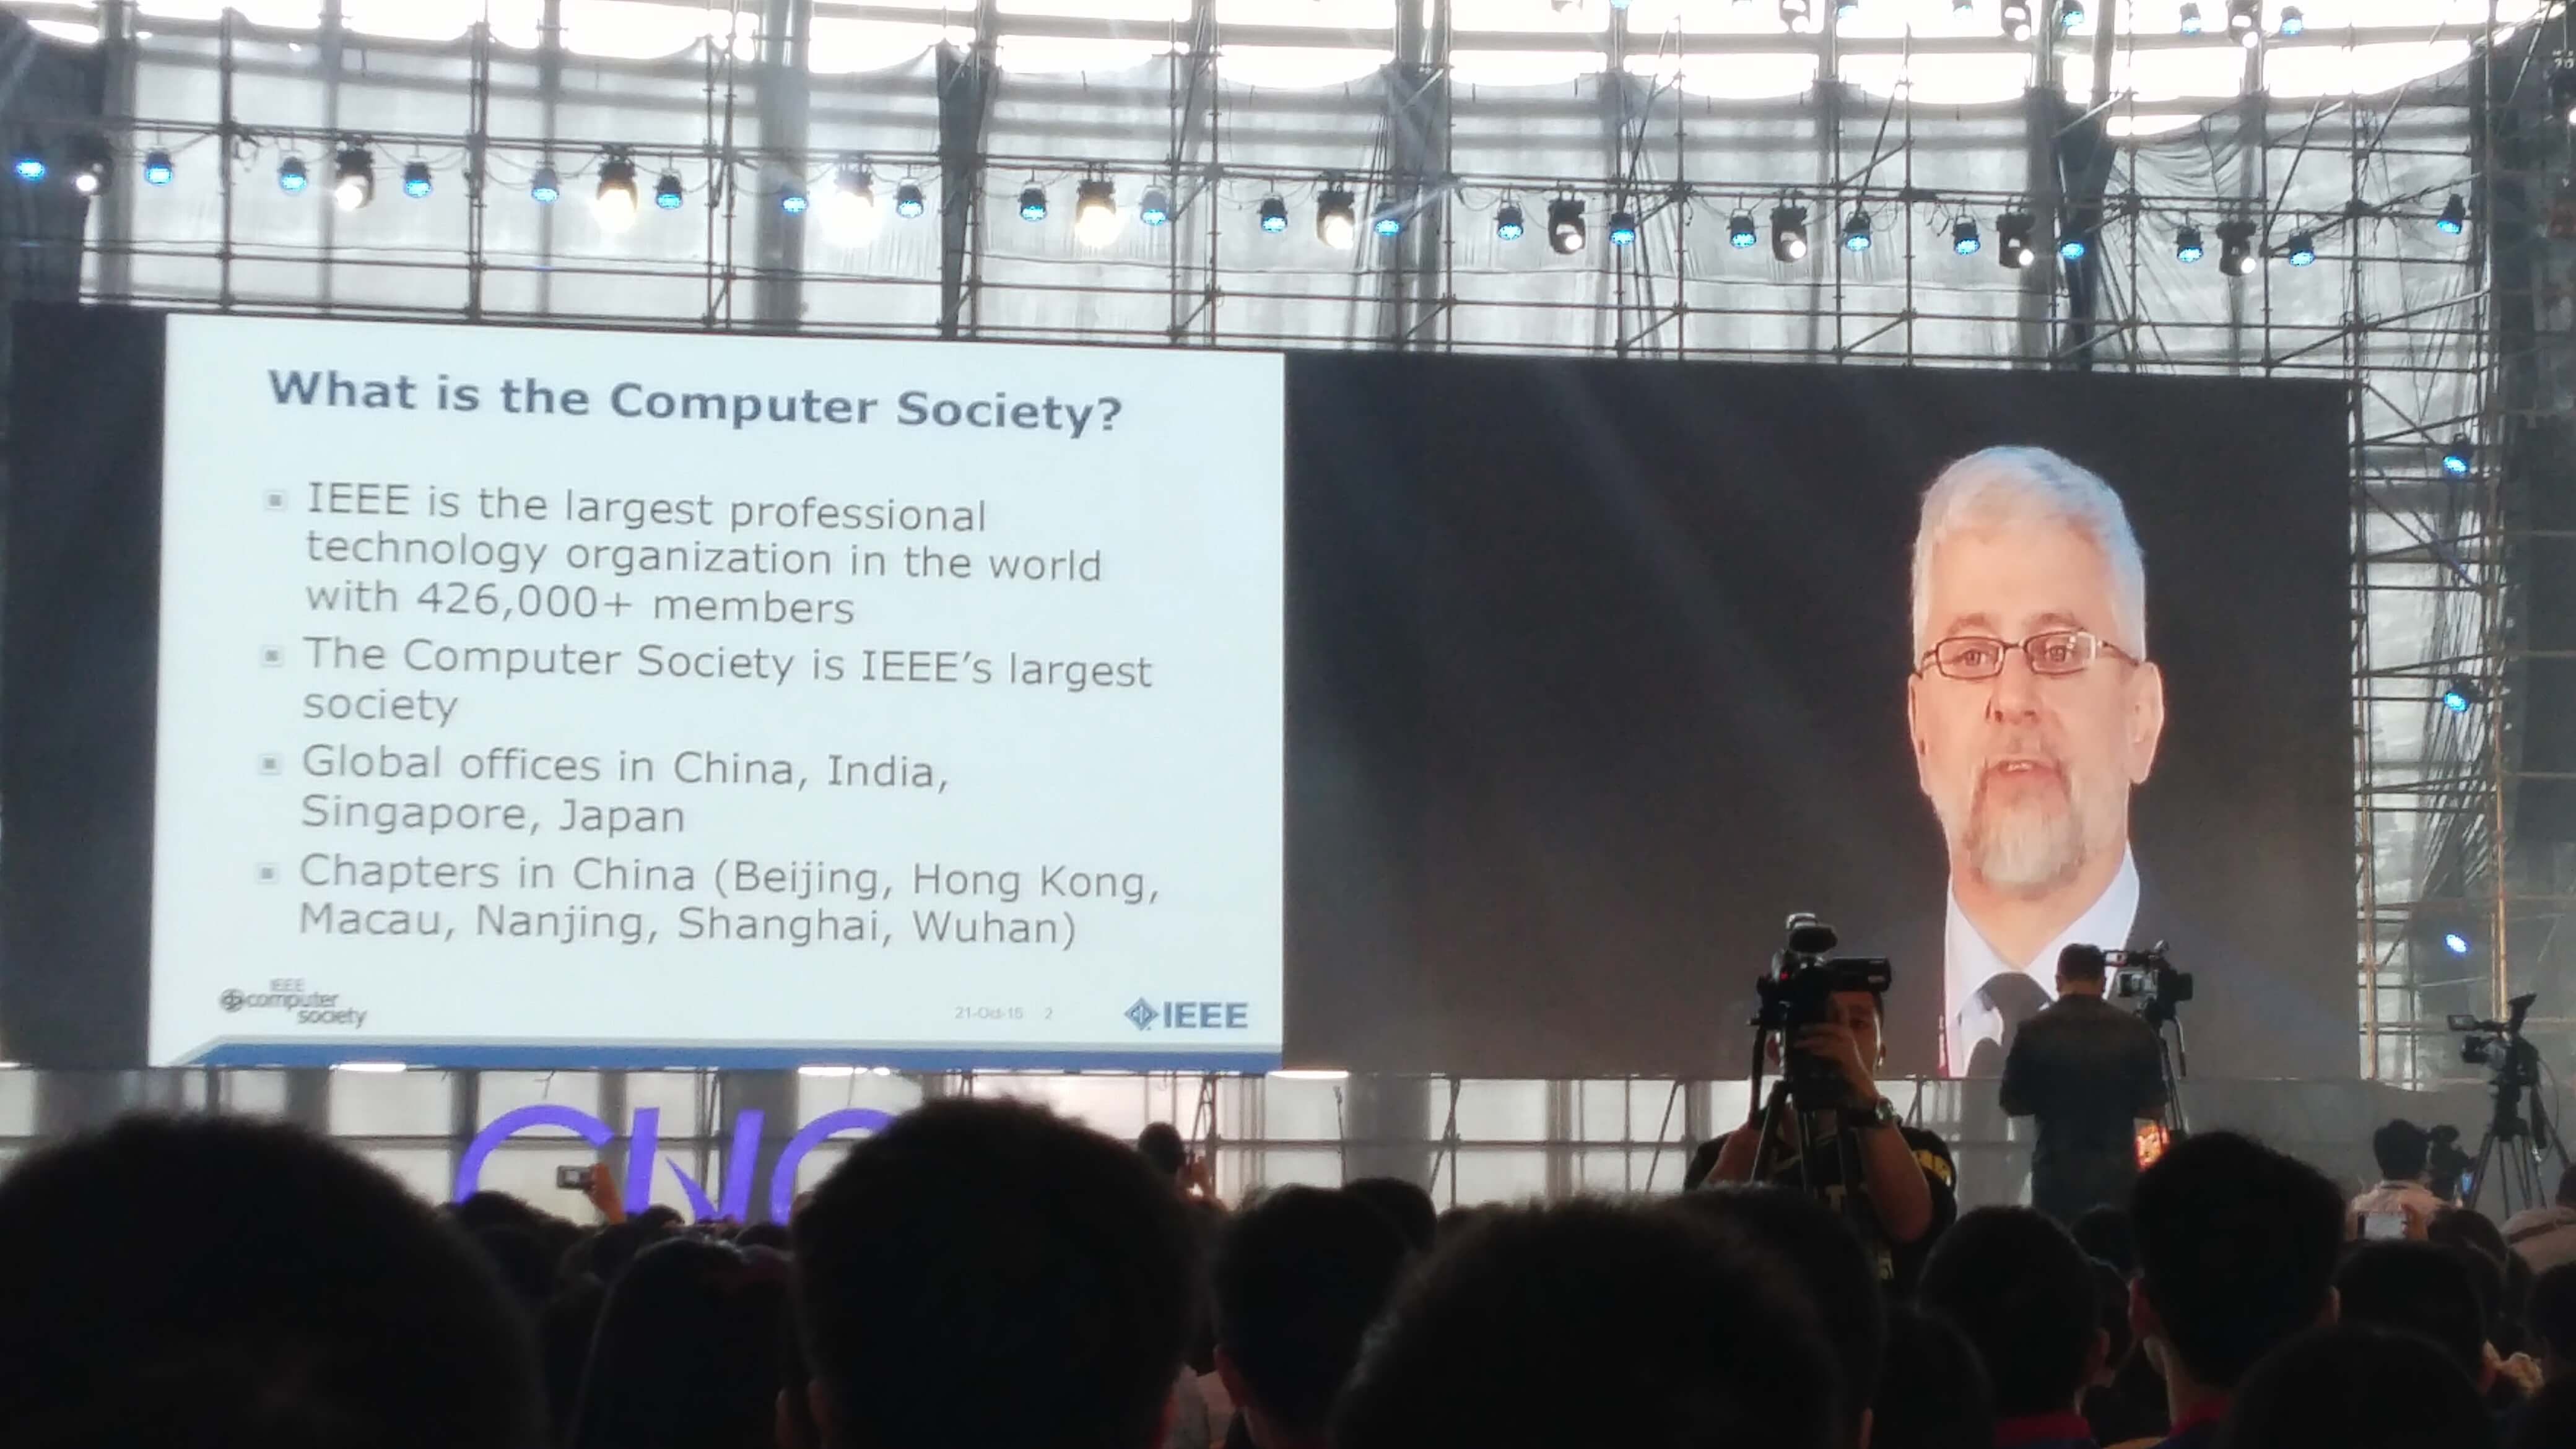 What is the Computer Society?
IEEE is the largest professional
technology organization in the world
with 426,000+ members
The Computer Society is IEEE's largest
society
Global offices in China, India,
Singapore, Japan
Chapters in China (Beijing, Hong Kong,
Macau, Nanjing, Shanghai, Wuhan)
IEEE
computer
society
21-Oct-15 2
IEEE